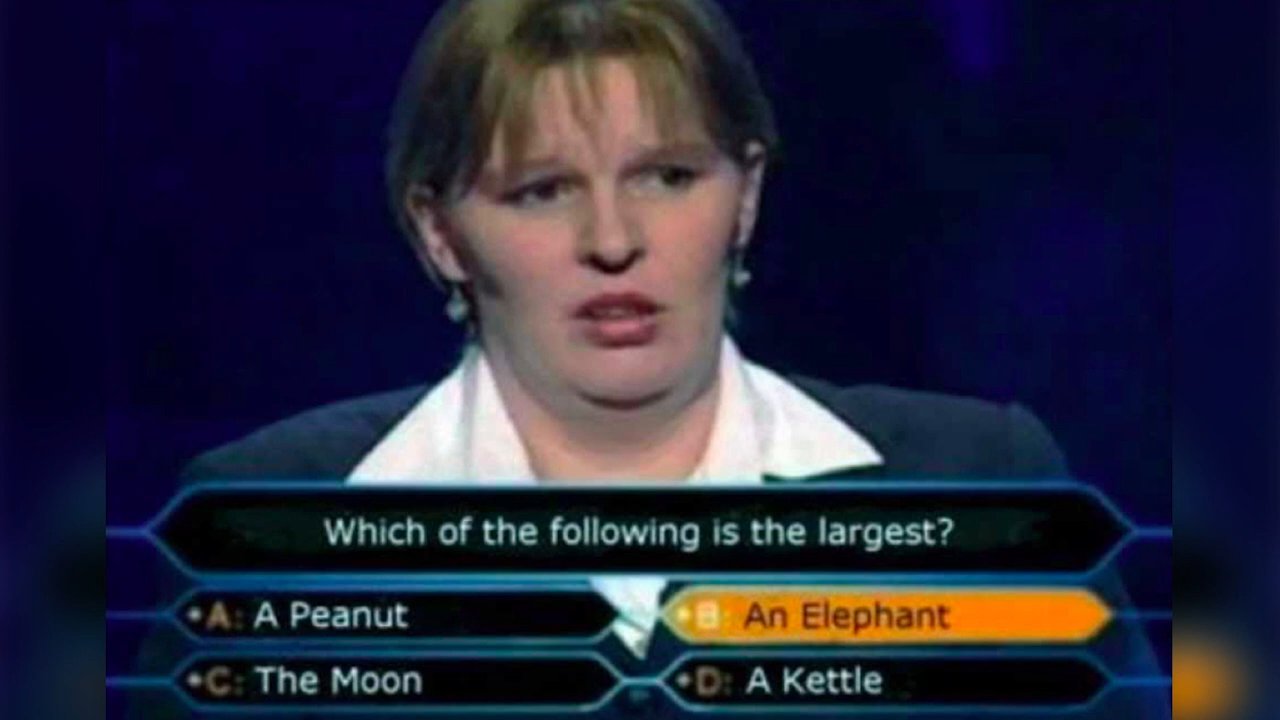 Which of the following is the largest?
A: A Peanut
B: An Elephant
C: The Moon
D: A Kettle